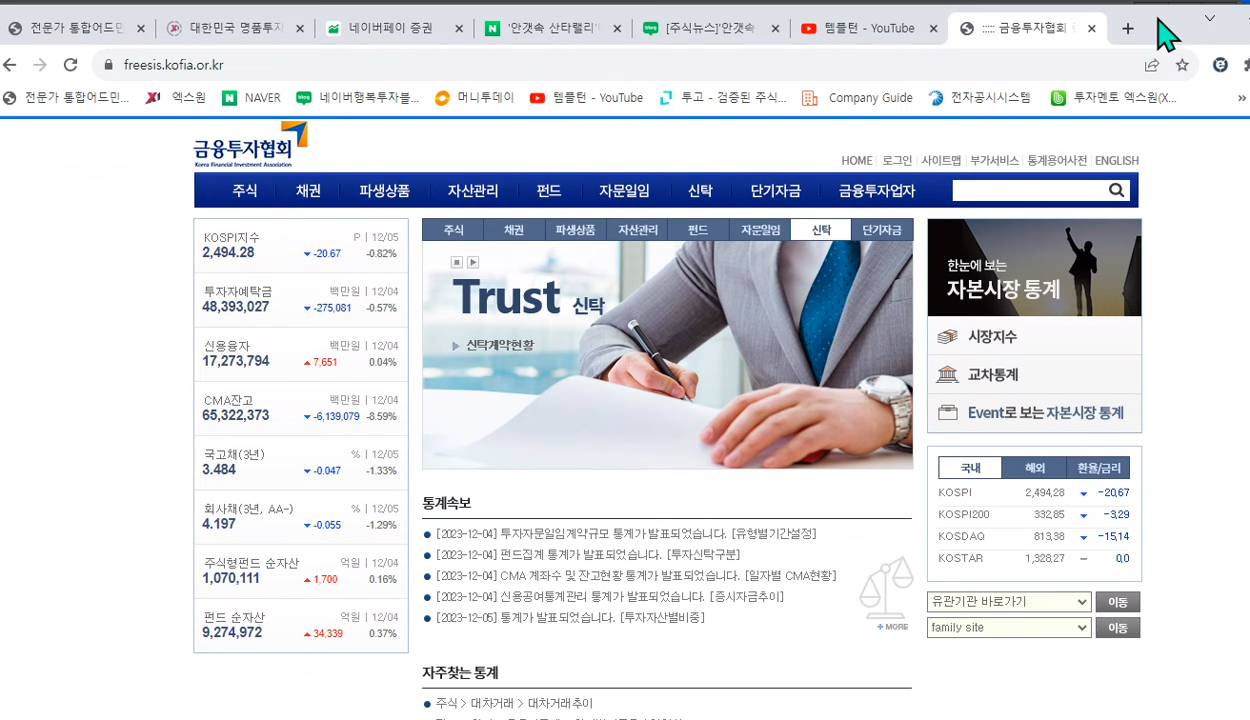 전문가 통합어드민
대한민국 명품투자
네이버페이 증권
'안갯속 산타랠리'
[주식뉴스]'안갯속
템플턴 - YouTube
::::: 금융투자협회
freesis.kofia.or.kr
전문가 통합어드민...
엑스원
NAVER
네이버행복투자블...
머니투데이
템플턴 - YouTube
투고 - 검증된 주식...
Company Guide
전자공시시스템
투자멘토 엑스원(X...
»
금융투자협회
Korea Financial Investment Association
HOME 로그인 사이트맵 부가서비스 통계용어사전 ENGLISH
주식 채권 파생상품 자산관리 펀드 자문일임 신탁 단기자금 금융투자업자
KOSPI지수 P | 12/05
2,494.28 -20.67 -0.82%
투자자예탁금 백만원 | 12/04
48,393,027 -275,081 -0.57%
신용융자 백만원 | 12/04
17,273,794 7,651 0.04%
CMA잔고 백만원 | 12/04
65,322,373 -6,139,079 -8.59%
국고채(3년) % | 12/05
3.484 -0.047 -1.33%
회사채(3년, AA-) % | 12/05
4.197 -0.055 -1.29%
주식형펀드 순자산 억원 | 12/04
1,070,111 1,700 0.16%
펀드 순자산 억원 | 12/04
9,274,972 34,339 0.37%
주식 채권 파생상품 자산관리 펀드 자문일임 신탁 단기자금
Trust 신탁
신탁계약현황
통계속보
[2023-12-04] 투자자문일임계약규모 통계가 발표되었습니다. [유형별기간설정]
[2023-12-04] 펀드집계 통계가 발표되었습니다. [투자신탁구분]
[2023-12-04] CMA 계좌수 및 잔고현황 통계가 발표되었습니다. [일자별 CMA현황]
[2023-12-04] 신용공여통계관리 통계가 발표되었습니다. [증시자금추이]
[2023-12-05] 통계가 발표되었습니다. [투자자산별비중]
+ MORE
자주찾는 통계
주식 > 대차거래 > 대차거래추이
한눈에 보는
자본시장 통계
시장지수
교차통계
Event로 보는 자본시장 통계
국내 해외 환율/금리
KOSPI 2,494.28 -20.67
KOSPI200 332.85 -3.29
KOSDAQ 813.38 -15.14
KOSTAR 1,328.27 - 0.0
유관기관 바로가기 이동
family site 이동